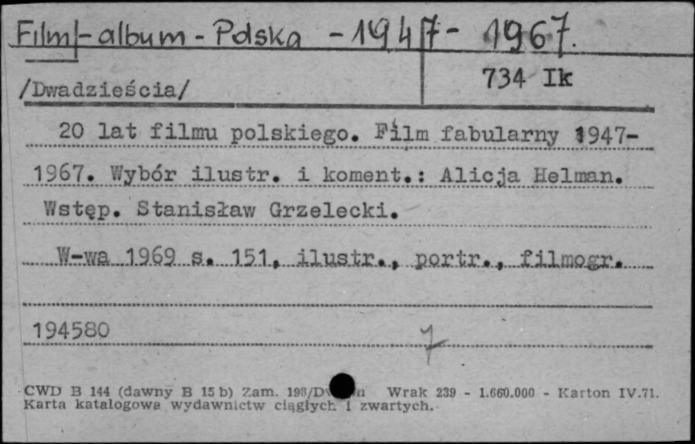 Film - album - Polska - 1947 - 1967.
734 Ik
/Dwadzieścia/
20 lat filmu polskiego. Film fabularny 1947-
1967. Wybór ilustr. i koment.: Alicja Helman.
Wstęp. Stanisław Grzelecki.
W-wa 1969 s. 151, ilustr., portr., filmogr.
194580
CWD B 144 (dawny B 15 b) Zam. Wrak 239 - 1.660.000 - Karton IV.71.
Karta katalogowa wydawnictw ciągłych i zwartych.